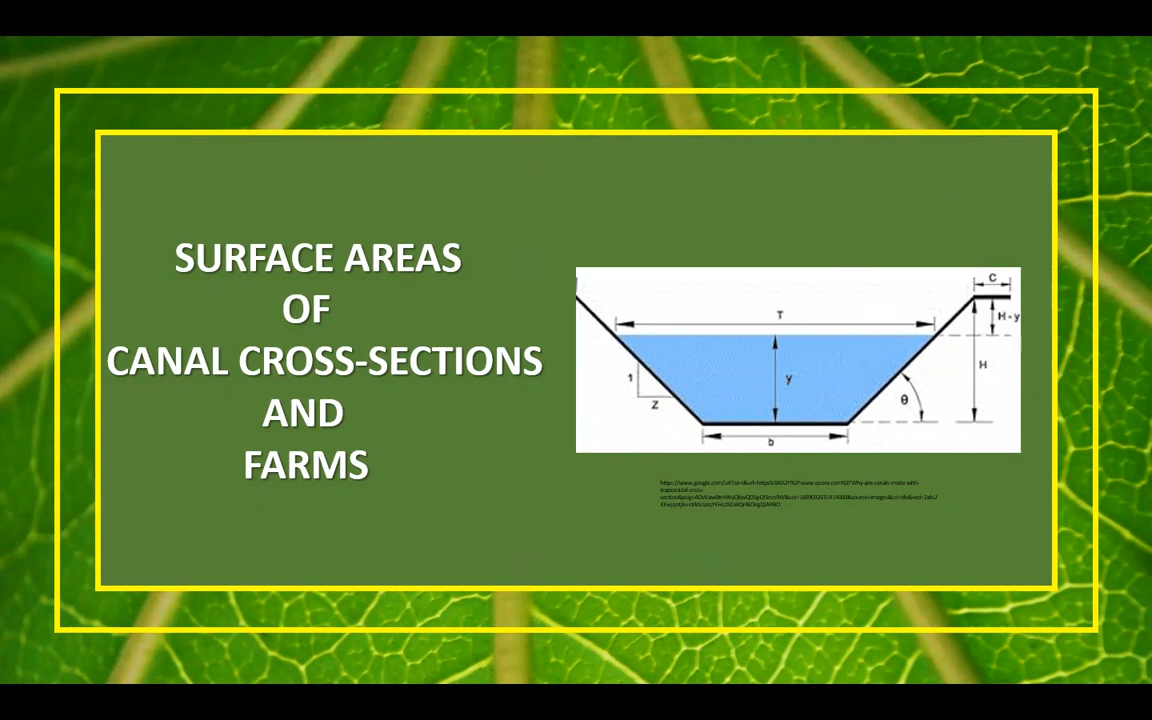 SURFACE AREAS
OF
CANAL CROSS-SECTIONS
AND
FARMS
C
T
H - y
1
y
H
Z
θ
b